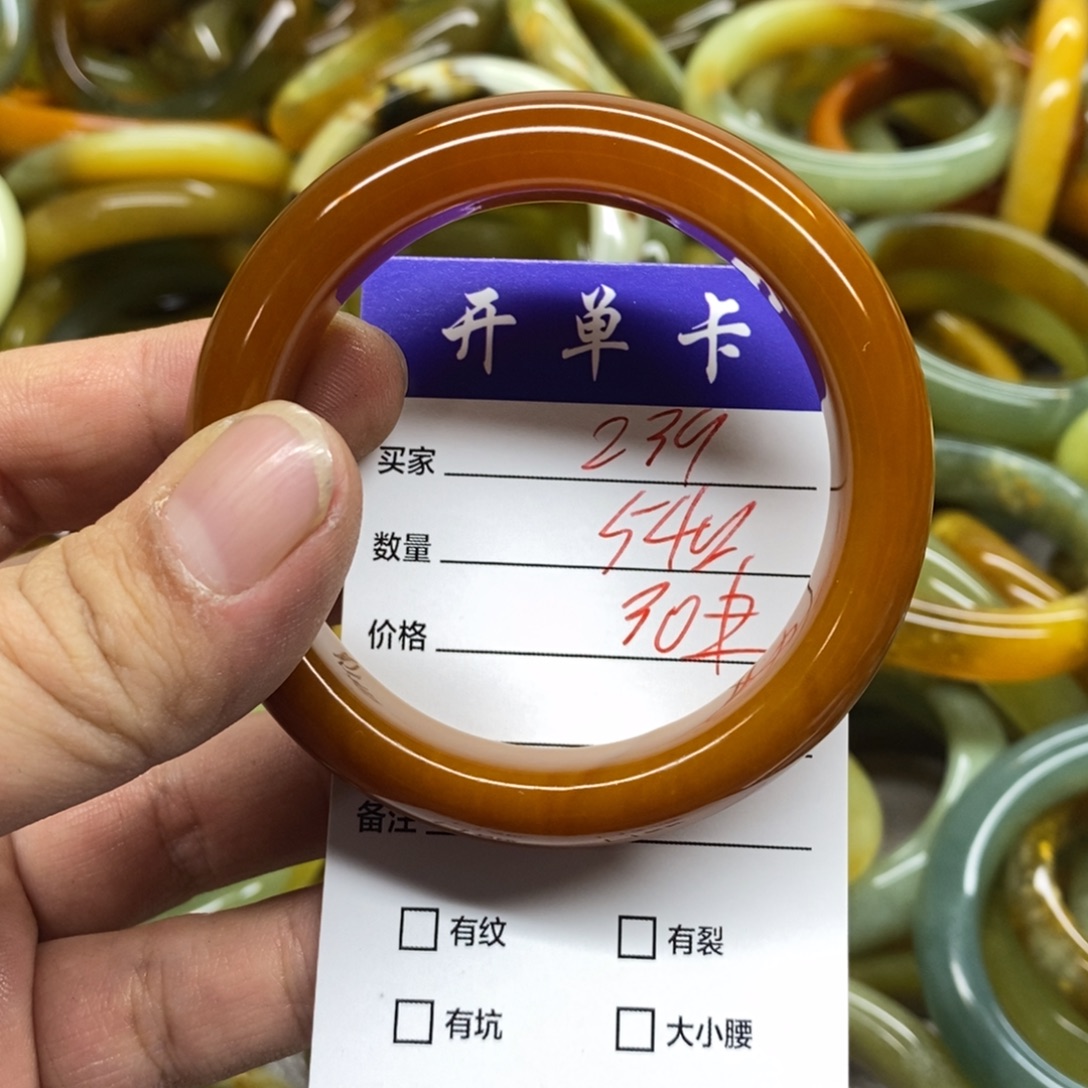 开单卡
买家 239
数量
价格 30
备注
有纹 有裂
有坑 大小腰